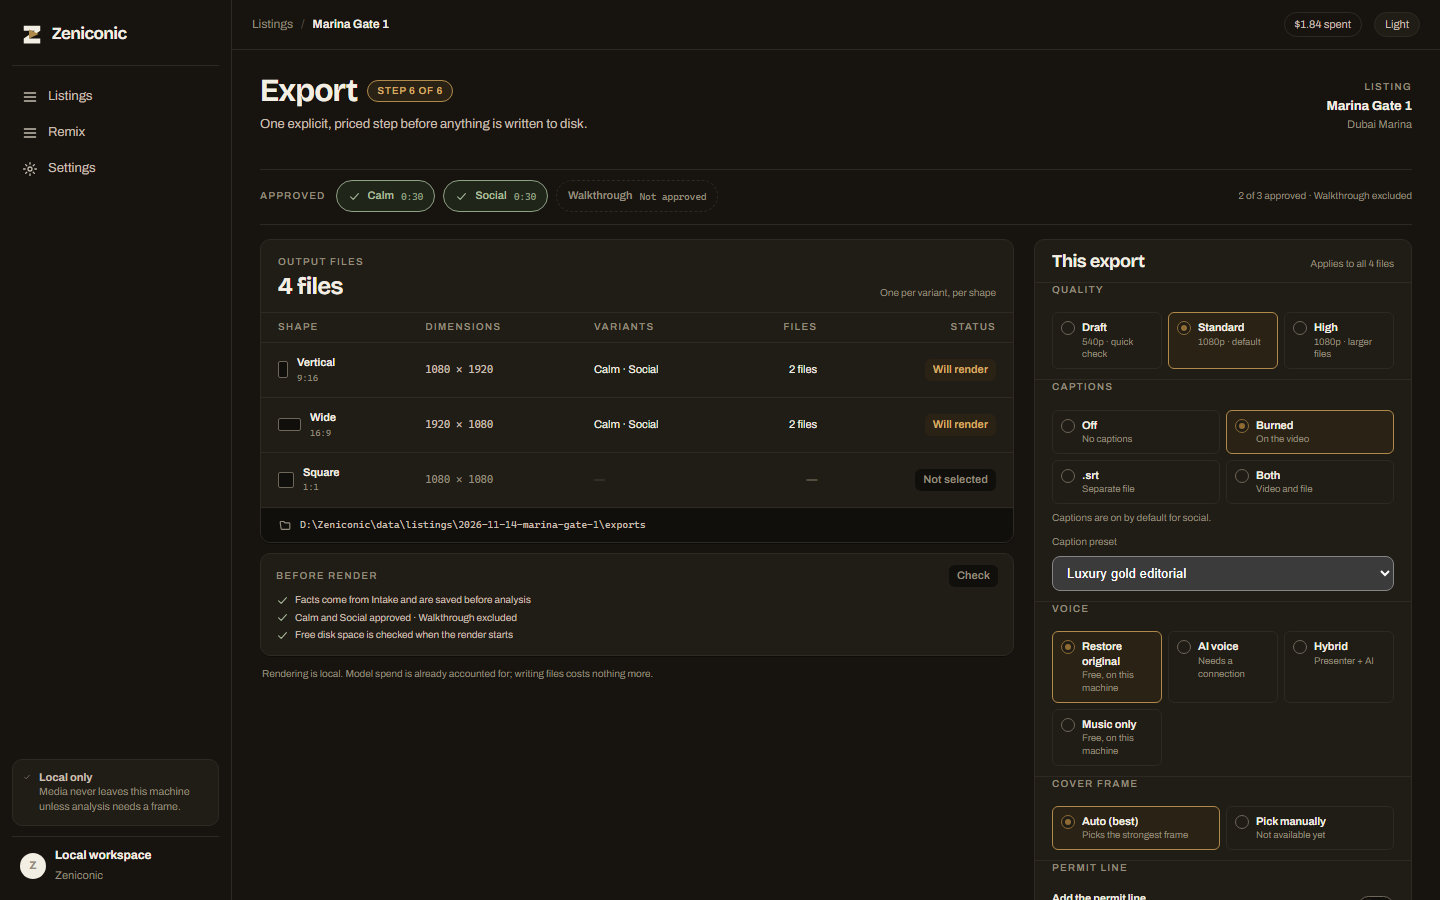 Zeniconic
Listings
Remix
Settings
Local only
Media never leaves this machine
unless analysis needs a frame.
Z
Local workspace
Zeniconic
Listings / Marina Gate 1
$1.84 spent
Light
Export
STEP 6 OF 6
One explicit, priced step before anything is written to disk.
LISTING
Marina Gate 1
Dubai Marina
APPROVED
Calm 0:30
Social 0:30
Walkthrough Not approved
2 of 3 approved · Walkthrough excluded
OUTPUT FILES
4 files
One per variant, per shape
SHAPE DIMENSIONS VARIANTS FILES STATUS
Vertical
9:16
1080 × 1920 Calm · Social 2 files Will render
Wide
16:9
1920 × 1080 Calm · Social 2 files Will render
Square
1:1
1080 × 1080 — — Not selected
D:\Zeniconic\data\listings\2026-11-14-marina-gate-1\exports
BEFORE RENDER
Check
Facts come from Intake and are saved before analysis
Calm and Social approved · Walkthrough excluded
Free disk space is checked when the render starts
Rendering is local. Model spend is already accounted for; writing files costs nothing more.
This export
Applies to all 4 files
QUALITY
Draft
540p · quick
check
Standard
1080p · default
High
1080p · larger
files
CAPTIONS
Off
No captions
Burned
On the video
.srt
Separate file
Both
Video and file
Captions are on by default for social.
Caption preset
Luxury gold editorial
VOICE
Restore
original
Free, on this
machine
AI voice
Needs a
connection
Hybrid
Presenter + AI
Music only
Free, on this
machine
COVER FRAME
Auto (best)
Picks the strongest frame
Pick manually
Not available yet
PERMIT LINE
Add the permit line